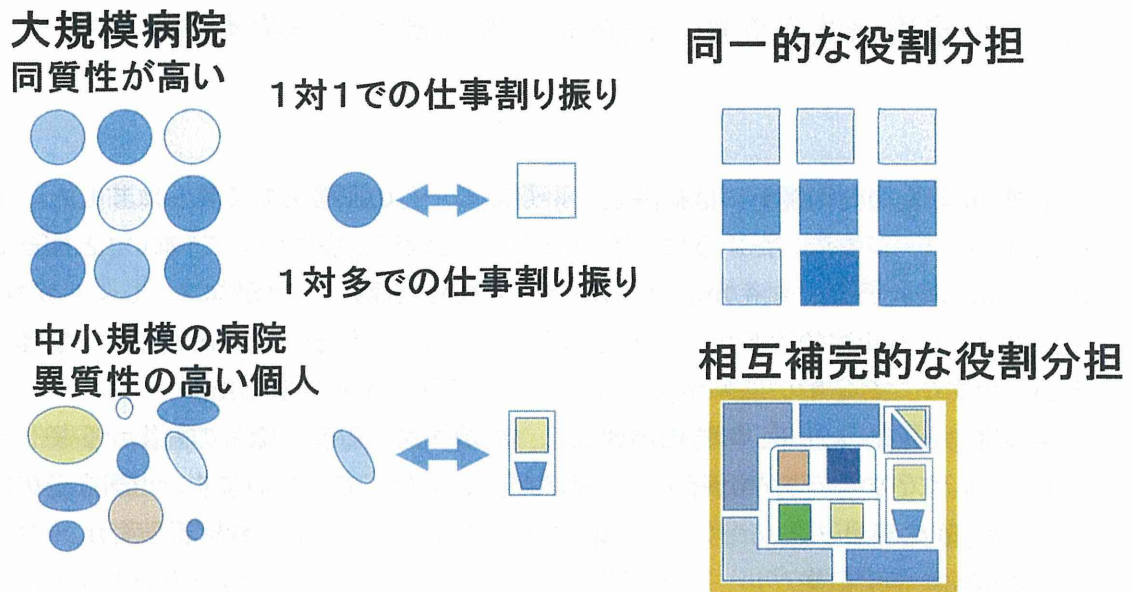 大規模病院
同質性が高い
1対1での仕事割り振り
同一的な役割分担
1対多での仕事割り振り
中小規模の病院
異質性の高い個人
相互補完的な役割分担